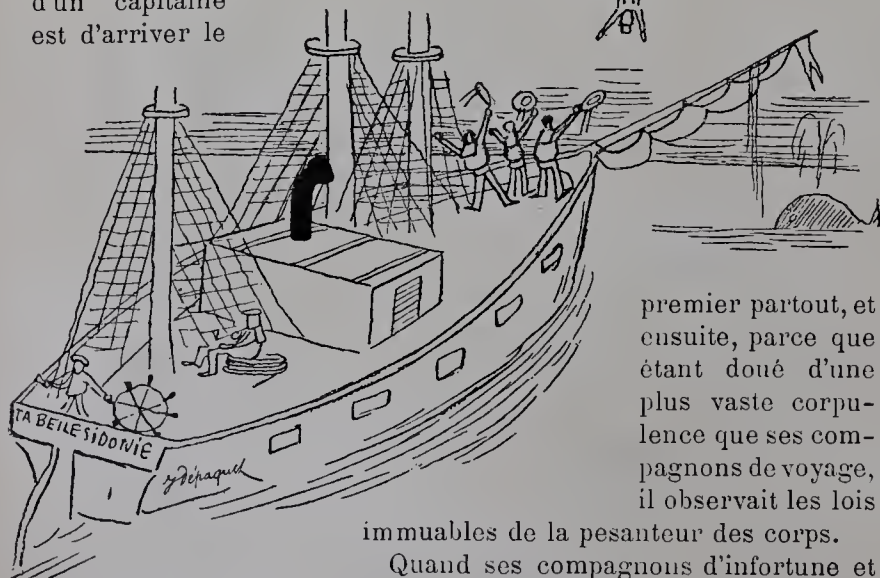 d'un capitaine
est d'arriver le
TA BELLE SIDONIE
premier partout, et
ensuite, parce que
étant doué d'une
plus vaste corpu-
lence que ses com-
pagnons de voyage,
il observait les lois
immuables de la pesanteur des corps.
Quand ses compagnons d'infortune et